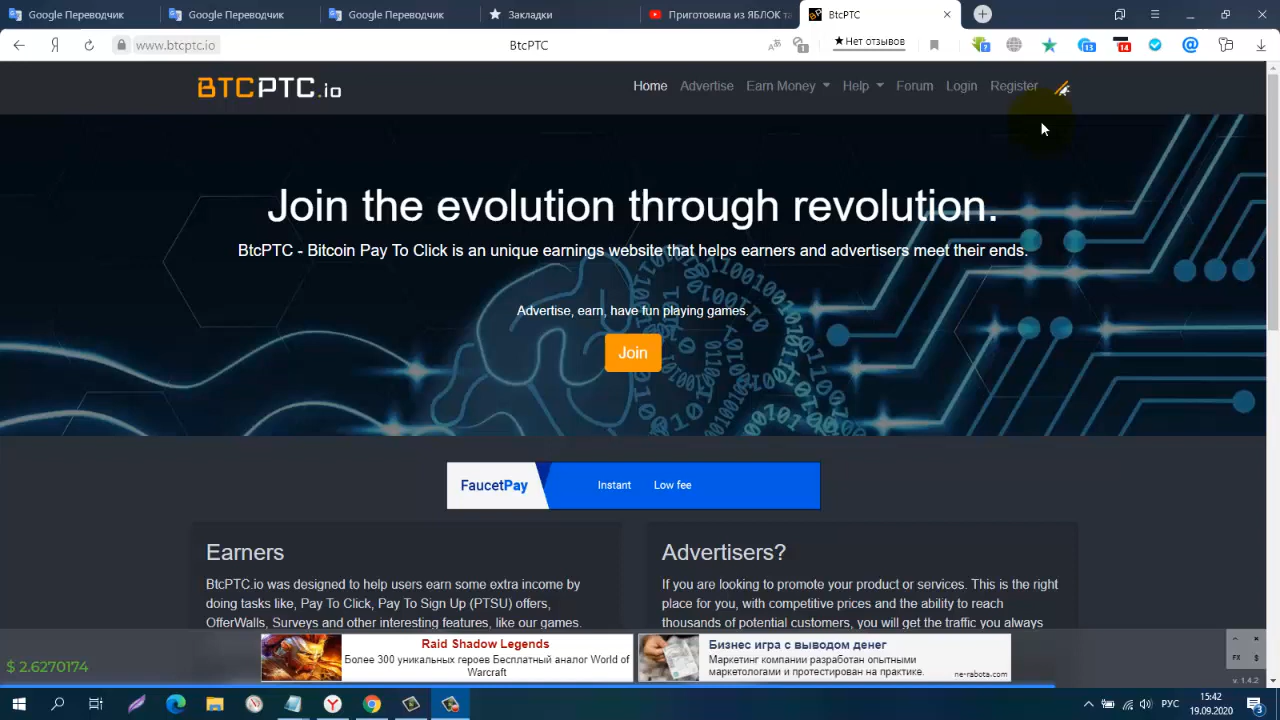 Google Переводчик
Google Переводчик
Google Переводчик
Закладки
Приготовила из ЯБЛОК та
BtcPTC
www.btcptc.io
BtcPTC
Нет отзывов
7
13
14
BTCPTC.io
Home
Advertise
Earn Money
Help
Forum
Login
Register
Join the evolution through revolution.
BtcPTC - Bitcoin Pay To Click is an unique earnings website that helps earners and advertisers meet their ends.
Advertise, earn, have fun playing games.
Join
FaucetPay
Instant
Low fee
Earners
BtcPTC.io was designed to help users earn some extra income by
doing tasks like, Pay To Click, Pay To Sign Up (PTSU) offers,
OfferWalls, Surveys and other interesting features, like our games.
Advertisers?
If you are looking to promote your product or services. This is the right
place for you, with competitive prices and the ability to reach
thousands of potential customers, you will get the traffic you always
$ 2.6270174
Raid Shadow Legends
Более 300 уникальных героев Бесплатный аналог World of
Warcraft
Бизнес игра с выводом денег
Маркетинг компании разработан опытными
маркетологами и протестирован на практике.
ne-rabota.com
FX
$
v. 1.4.2
РУС
15:42
19.09.2020
3